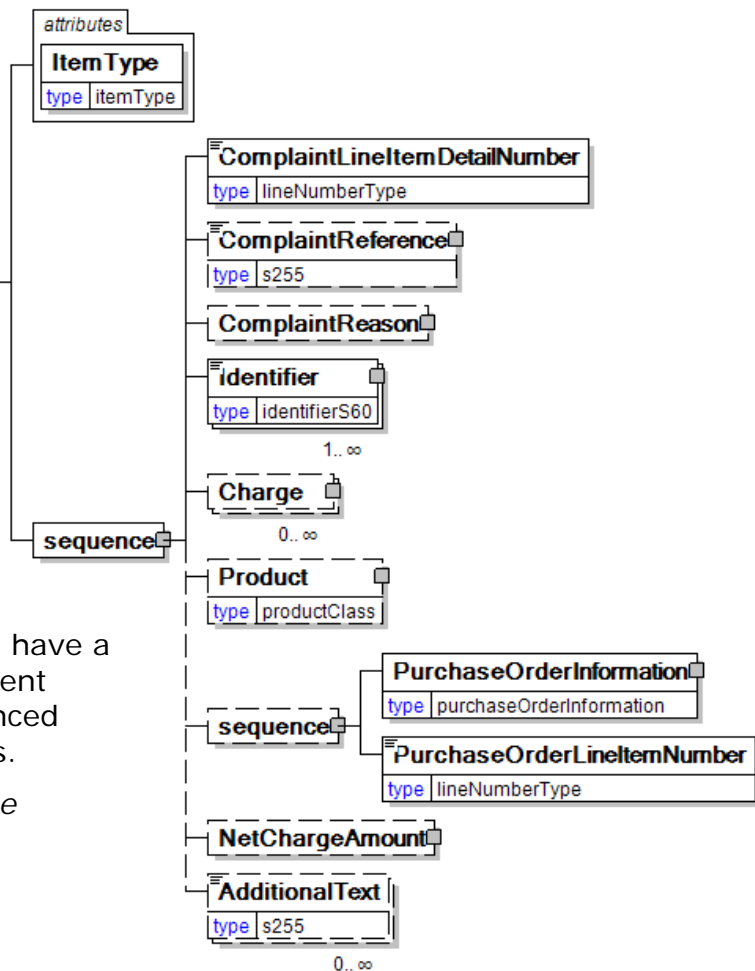 attributes
ItemType
type itemType
ComplaintLineItemDetailNumber
type lineNumberType
ComplaintReference
type s255
ComplaintReason
Identifier
type identifierS60
1.. ∞
Charge
0.. ∞
sequence
Product
type productClass
have a
ent
nced
s.
e
sequence
PurchaseOrderInformation
type purchaseOrderInformation
PurchaseOrderLineItemNumber
type lineNumberType
NetChargeAmount
AdditionalText
type s255
0.. ∞